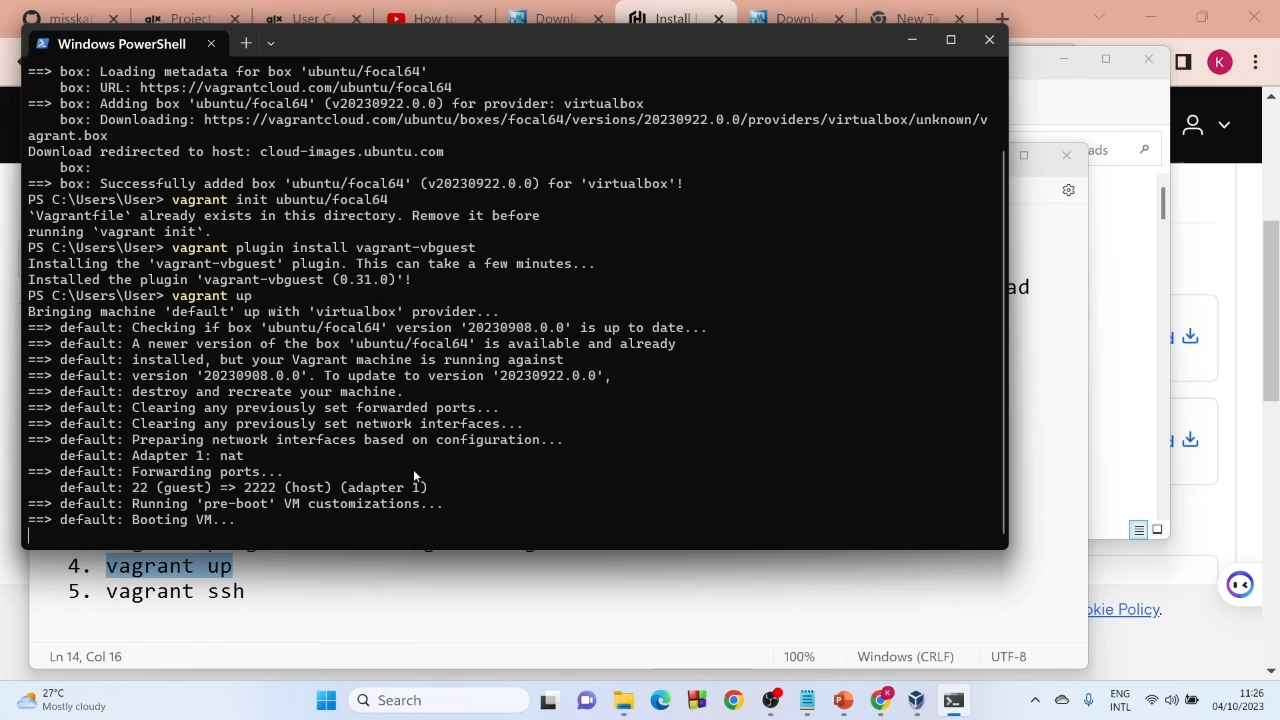 misskat
Project
User C
How to
Downl
Install
Downl
New Ta
Windows PowerShell
K
==> box: Loading metadata for box 'ubuntu/focal64'
box: URL: https://vagrantcloud.com/ubuntu/focal64
==> box: Adding box 'ubuntu/focal64' (v20230922.0.0) for provider: virtualbox
box: Downloading: https://vagrantcloud.com/ubuntu/boxes/focal64/versions/20230922.0.0/providers/virtualbox/unknown/v
agrant.box
Download redirected to host: cloud-images.ubuntu.com
box:
==> box: Successfully added box 'ubuntu/focal64' (v20230922.0.0) for 'virtualbox'!
PS C:\Users\User> vagrant init ubuntu/focal64
`Vagrantfile` already exists in this directory. Remove it before
running `vagrant init`.
PS C:\Users\User> vagrant plugin install vagrant-vbguest
Installing the 'vagrant-vbguest' plugin. This can take a few minutes...
Installed the plugin 'vagrant-vbguest (0.31.0)'!
PS C:\Users\User> vagrant up
Bringing machine 'default' up with 'virtualbox' provider...
==> default: Checking if box 'ubuntu/focal64' version '20230908.0.0' is up to date...
==> default: A newer version of the box 'ubuntu/focal64' is available and already
==> default: installed, but your Vagrant machine is running against
==> default: version '20230908.0.0'. To update to version '20230922.0.0',
==> default: destroy and recreate your machine.
==> default: Clearing any previously set forwarded ports...
==> default: Clearing any previously set network interfaces...
==> default: Preparing network interfaces based on configuration...
default: Adapter 1: nat
==> default: Forwarding ports...
default: 22 (guest) => 2222 (host) (adapter 1)
==> default: Running 'pre-boot' VM customizations...
==> default: Booting VM...
ads
ad
d
d
4. vagrant up
5. vagrant ssh
okie Policy.
Ln 14, Col 16
100%
Windows (CRLF)
UTF-8
27°C
Mostly cloudy
Search
K
ENG
INTL
11:26
04/10/2023